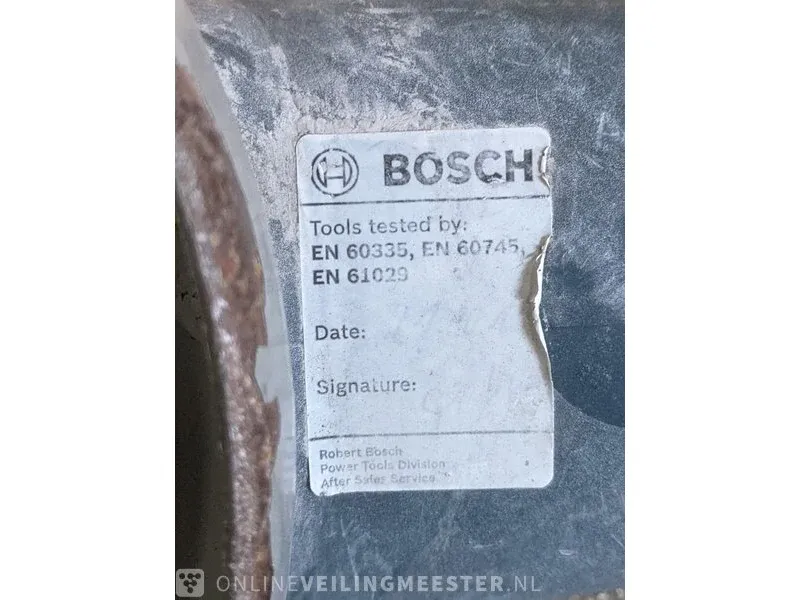 BOSCH
Tools tested by:
EN 60335, EN 60745,
EN 61029
Date:
Signature:
Robert Bosch
Power Tools Division
After Sales Service
ONLINEVEILINGMEESTER.NL